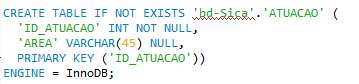 CREATE TABLE IF NOT EXISTS 'bd-Sica'.'ATUACAO' (
'ID_ATUACAO' INT NOT NULL,
'AREA' VARCHAR(45) NULL,
PRIMARY KEY ('ID_ATUACAO'))
ENGINE = InnoDB;